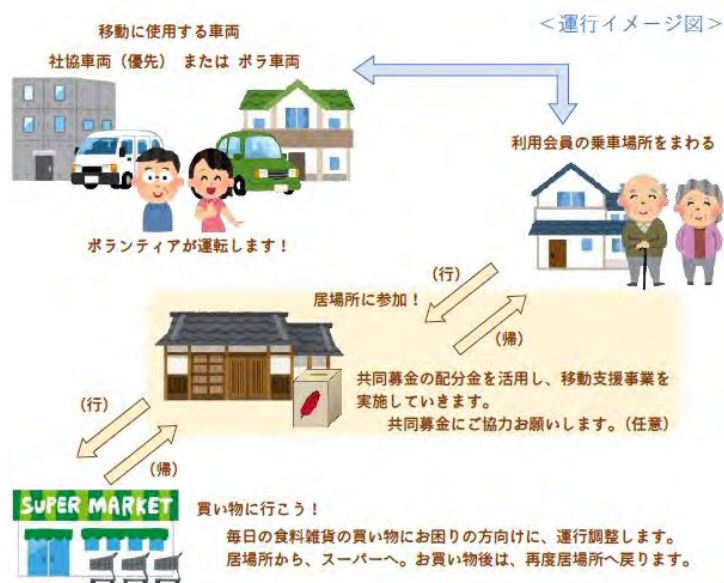 ＜運行イメージ図＞
移動に使用する車両
社協車両（優先） または ボラ車両
利用会員の乗車場所をまわる
ボランティアが運転します！
(行)
居場所に参加！
(帰)
共同募金の配分金を活用し、移動支援事業を
実施していきます。
共同募金にご協力お願いします。(任意)
(行)
(帰)
SUPER MARKET
買い物に行こう！
毎日の食料雑貨の買い物にお困りの方向けに、運行調整します。
居場所から、スーパーへ。お買い物後は、再度居場所へ戻ります。